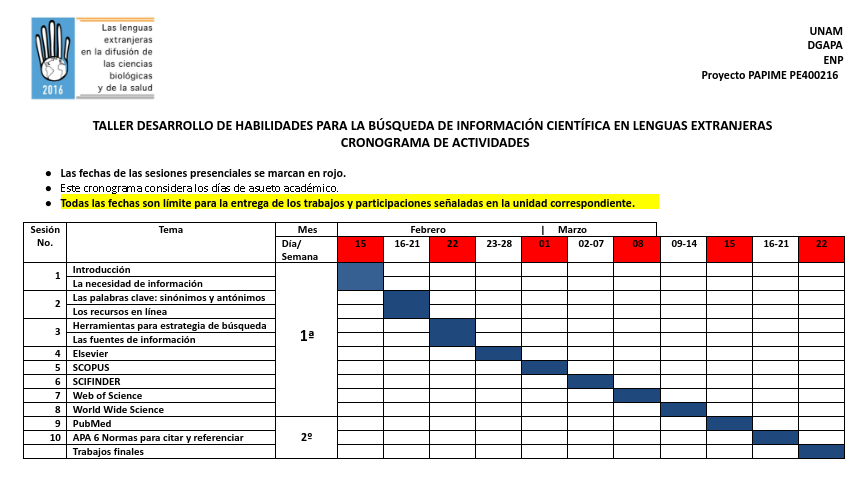 Las lenguas
extranjeras
en la difusión de
las ciencias
biológicas
y de la salud
2016
UNAM
DGAPA
ENP
Proyecto PAPIME PE400216
TALLER DESARROLLO DE HABILIDADES PARA LA BÚSQUEDA DE INFORMACIÓN CIENTÍFICA EN LENGUAS EXTRANJERAS
CRONOGRAMA DE ACTIVIDADES
● Las fechas de las sesiones presenciales se marcan en rojo.
● Este cronograma considera los días de asueto académico.
● Todas las fechas son límite para la entrega de los trabajos y participaciones señaladas en la unidad correspondiente.
Sesión No. Tema Mes Febrero | Marzo
Día/ Semana 15 16-21 22 23-28 01 02-07 08 09-14 15 16-21 22
1 Introducción
La necesidad de información
2 Las palabras clave: sinónimos y antónimos
Los recursos en línea
3 Herramientas para estrategia de búsqueda
Las fuentes de información
1ª
4 Elsevier
5 SCOPUS
6 SCIFINDER
7 Web of Science
8 World Wide Science
9 PubMed
10 APA 6 Normas para citar y referenciar
2º
Trabajos finales